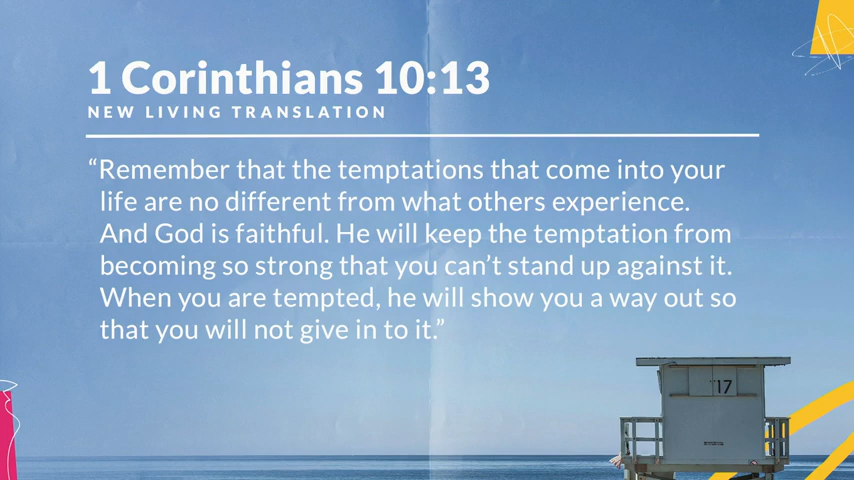 1 Corinthians 10:13
NEW LIVING TRANSLATION
“Remember that the temptations that come into your
life are no different from what others experience.
And God is faithful. He will keep the temptation from
becoming so strong that you can’t stand up against it.
When you are tempted, he will show you a way out so
that you will not give in to it.”
17